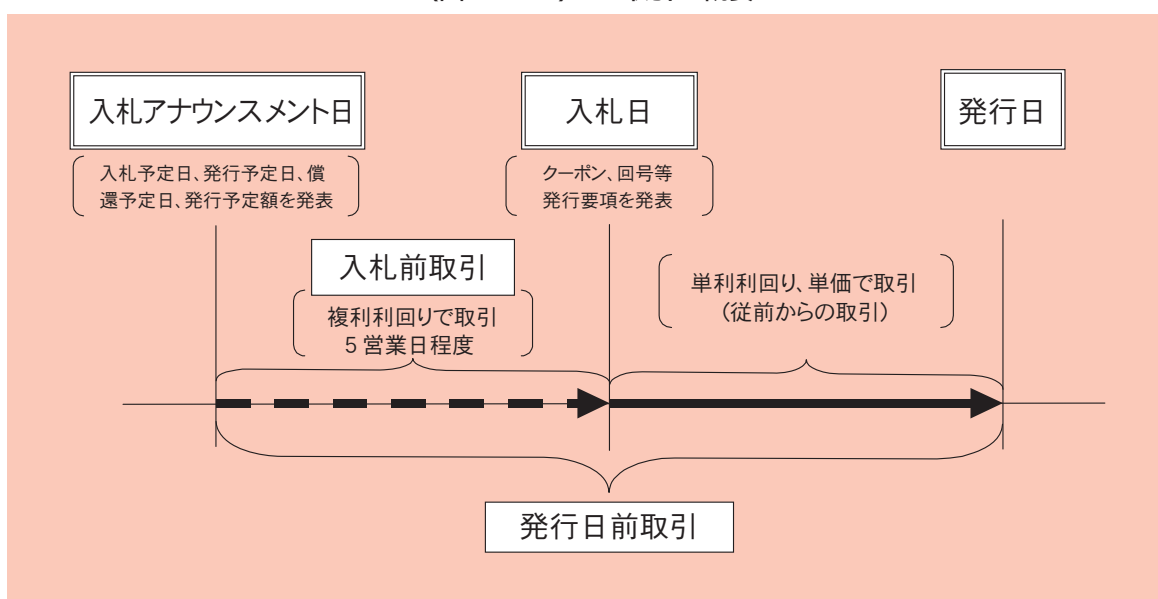 入札アナウンスメント日
入札予定日、発行予定日、償
還予定日、発行予定額を発表
入札日
クーポン、回号等
発行要項を発表
発行日
入札前取引
複利利回りで取引
5営業日程度
単利利回り、単価で取引
(従前からの取引)
発行日前取引